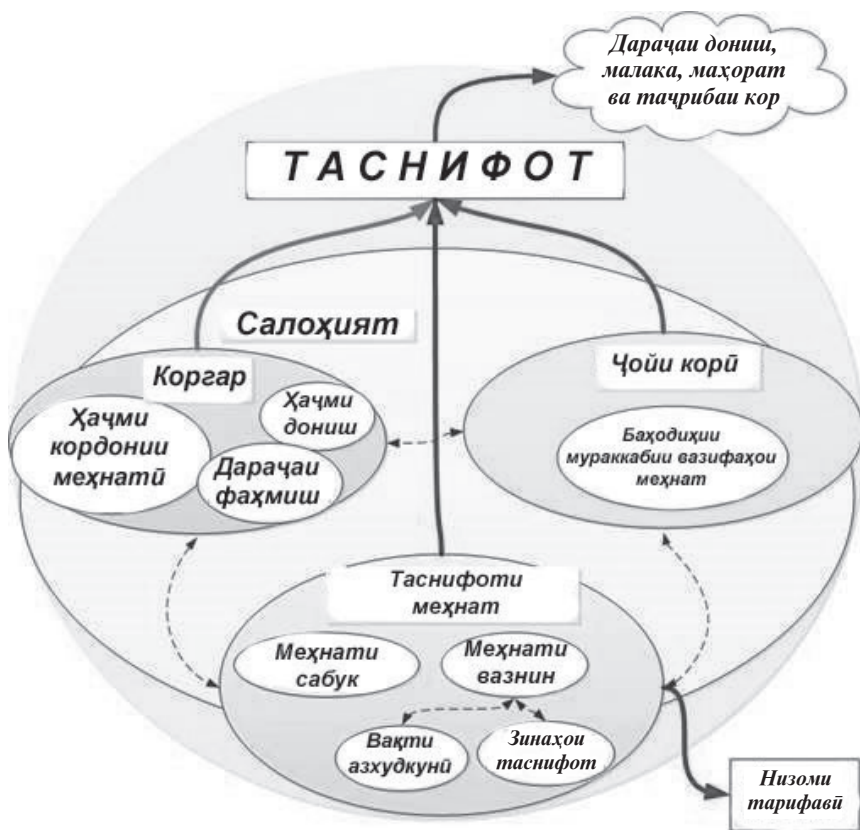 Дараҷаи дониш,
малака, маҳорат
ва таҷрибаи кор
ТАСНИФОТ
Салоҳият
Коргар
Ҳаҷми
дониш
Ҳаҷми
кордонии
меҳнатӣ
Дараҷаи
фаҳмиш
Ҷойи корӣ
Баҳодиҳии
мураккабии вазифаҳои
меҳнат
Таснифоти
меҳнат
Меҳнати
сабук
Меҳнати
вазнин
Вақти
азхудкунӣ
Зинаҳои
таснифот
Низоми
тарифавӣ